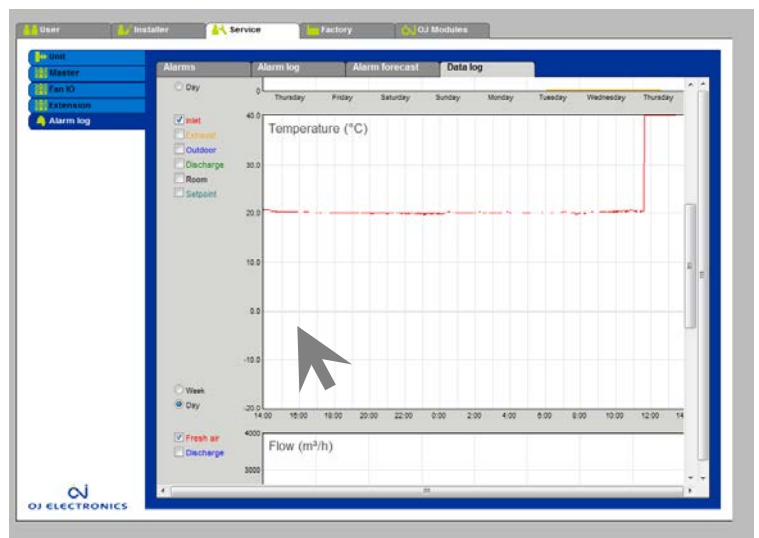 User Installer Service Factory OJ Modules
Unit
Master
Fan IO
Extension
Alarm log
Alarms Alarm log Alarm forecast Data log
Day
0
Thursday Friday Saturday Sunday Monday Tuesday Wednesday Thursday
Inlet
Exhaust
Outdoor
Discharge
Room
Setpoint
Temperature (°C)
40.0
30.0
20.0
10.0
0.0
-10.0
-20.0
Week
Day
14:00 16:00 18:00 20:00 22:00 0:00 2:00 4:00 6:00 8:00 10:00 12:00 14
Fresh air
Discharge
4000
Flow (m³/h)
3000
OJ ELECTRONICS